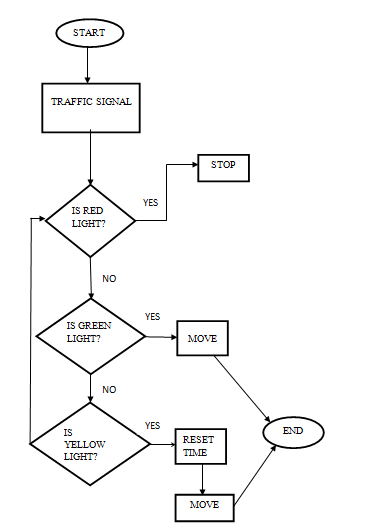 START
TRAFFIC SIGNAL
STOP
YES
IS RED
LIGHT?
NO
YES
IS GREEN
LIGHT?
MOVE
NO
YES
IS
YELLOW
LIGHT?
RESET
TIME
END
MOVE